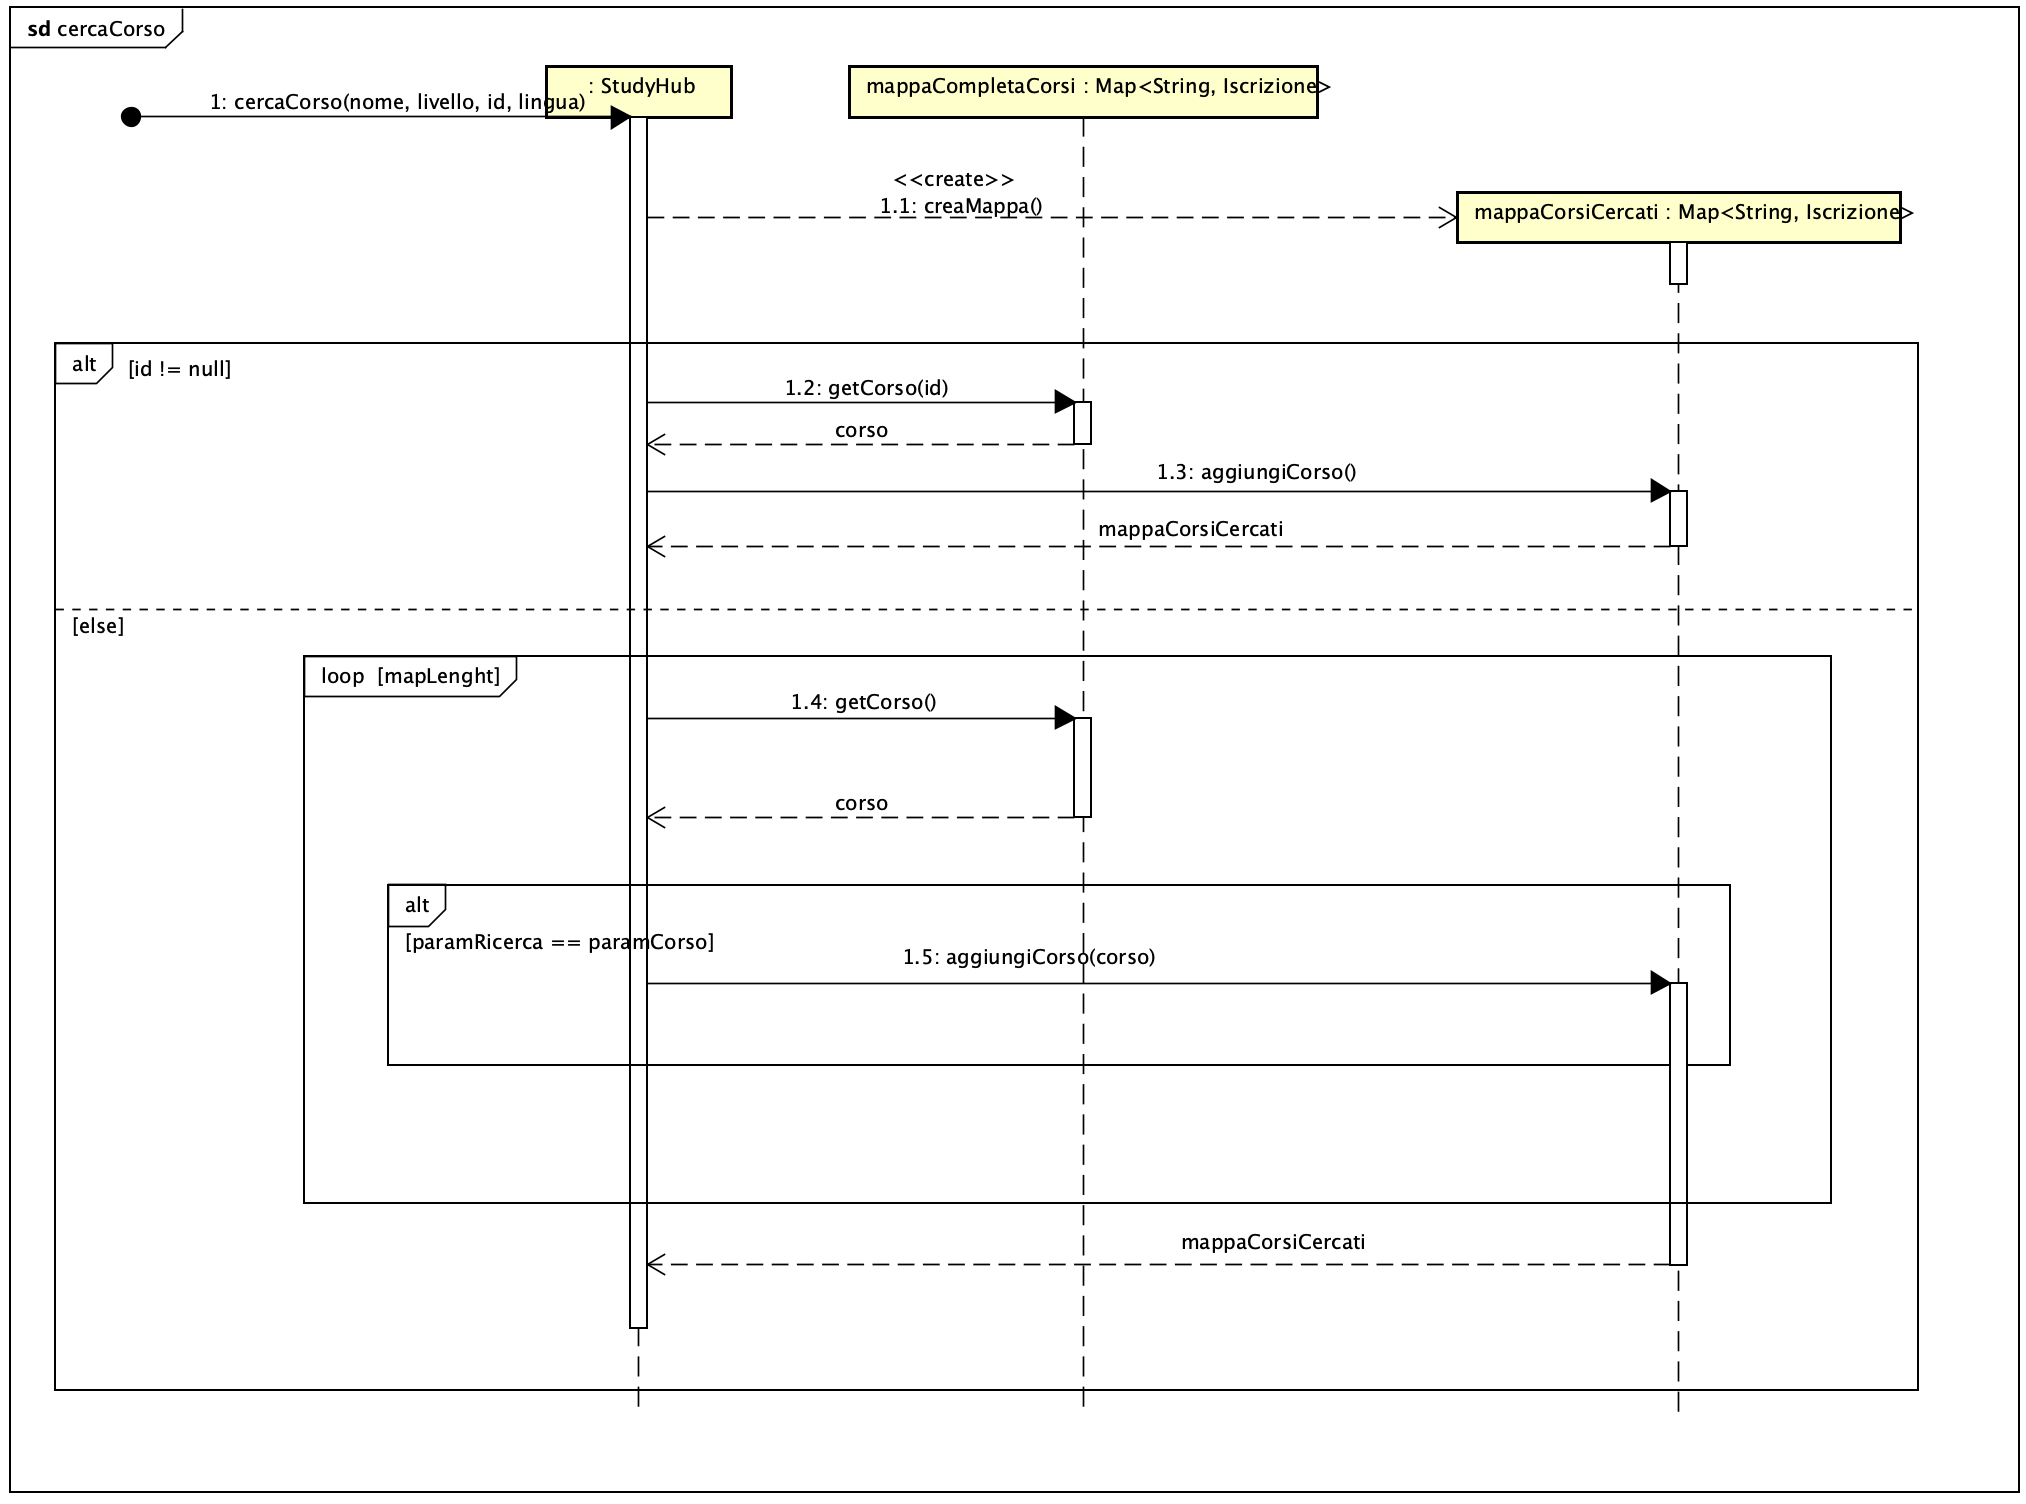 sd cercaCorso
: StudyHub
mappaCompletaCorsi : Map<String, Iscrizione>
1: cercaCorso(nome, livello, id, lingua)
<<create>>
1.1: creaMappa()
mappaCorsiCercati : Map<String, Iscrizione>
alt [id != null]
1.2: getCorso(id)
corso
1.3: aggiungiCorso()
mappaCorsiCercati
[else]
loop [mapLenght]
1.4: getCorso()
corso
alt
[paramRicerca == paramCorso]
1.5: aggiungiCorso(corso)
mappaCorsiCercati